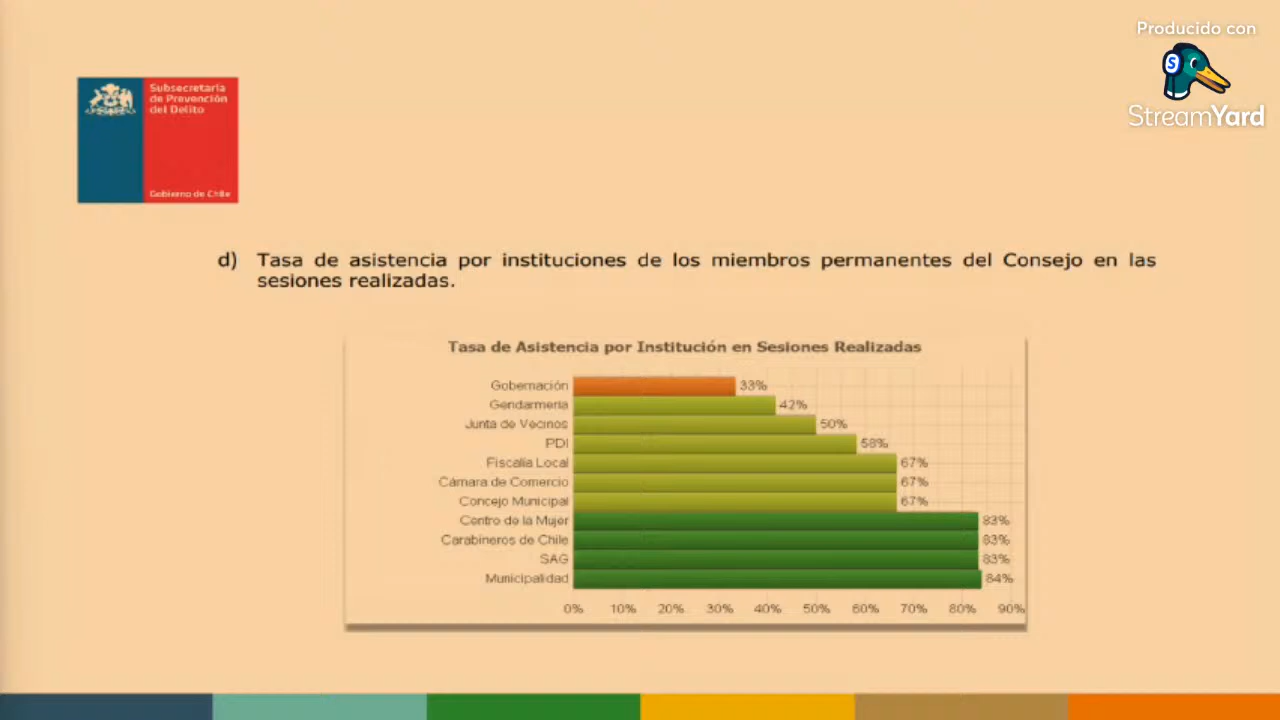 Producido con
StreamYard
Subsecretaría
de Prevención
del Delito
Gobierno de Chile
d) Tasa de asistencia por instituciones de los miembros permanentes del Consejo en las
sesiones realizadas.
Tasa de Asistencia por Institución en Sesiones Realizadas
Gobernación 33%
Gendarmería 42%
Junta de Vecinos 50%
PDI 58%
Fiscalía Local 67%
Cámara de Comercio 67%
Concejo Municipal 67%
Centro de la Mujer 83%
Carabineros de Chile 83%
SAG 83%
Municipalidad 84%
0% 10% 20% 30% 40% 50% 60% 70% 80% 90%